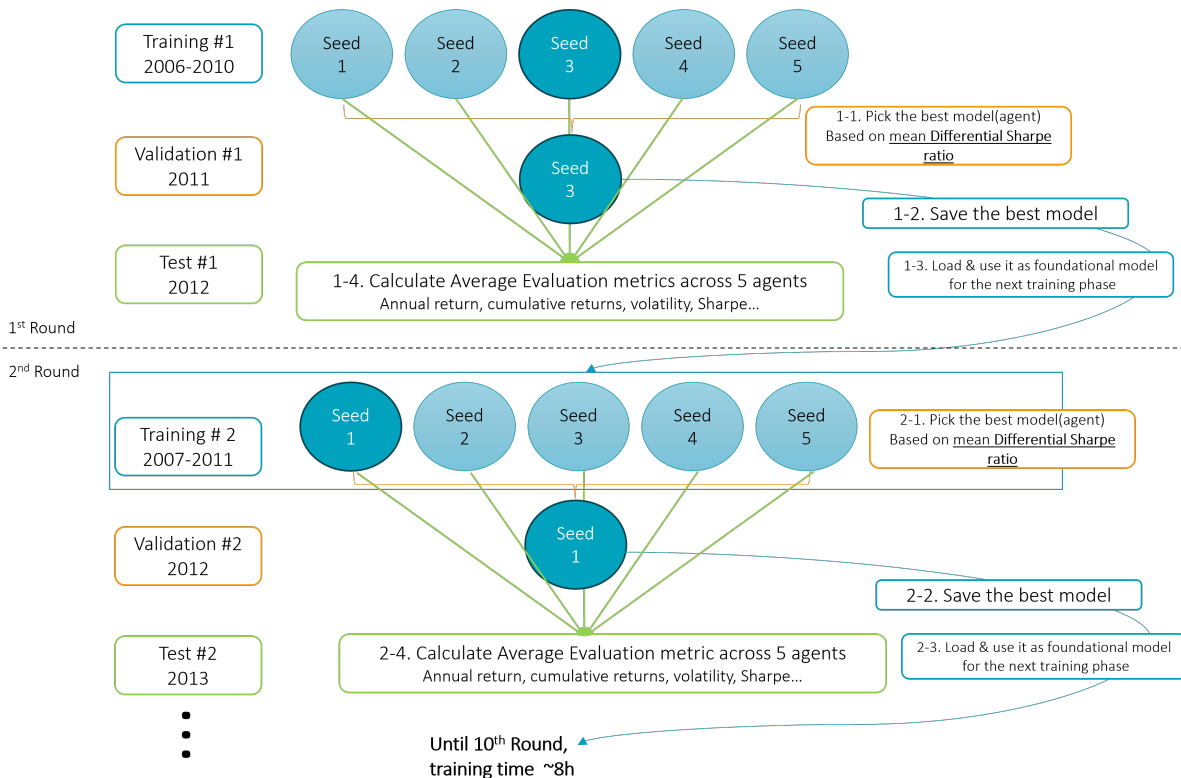 Training #1
2006-2010
Seed
1
Seed
2
Seed
3
Seed
4
Seed
5
1-1. Pick the best model(agent)
Based on mean Differential Sharpe
ratio
Validation #1
2011
Seed
3
1-2. Save the best model
Test #1
2012
1-4. Calculate Average Evaluation metrics across 5 agents
Annual return, cumulative returns, volatility, Sharpe...
1-3. Load & use it as foundational model
for the next training phase
1st Round
2nd Round
Training # 2
2007-2011
Seed
1
Seed
2
Seed
3
Seed
4
Seed
5
2-1. Pick the best model(agent)
Based on mean Differential Sharpe
ratio
Validation #2
2012
Seed
1
2-2. Save the best model
Test #2
2013
2-4. Calculate Average Evaluation metric across 5 agents
Annual return, cumulative returns, volatility, Sharpe...
2-3. Load & use it as foundational model
for the next training phase
Until 10th Round,
training time ~8h